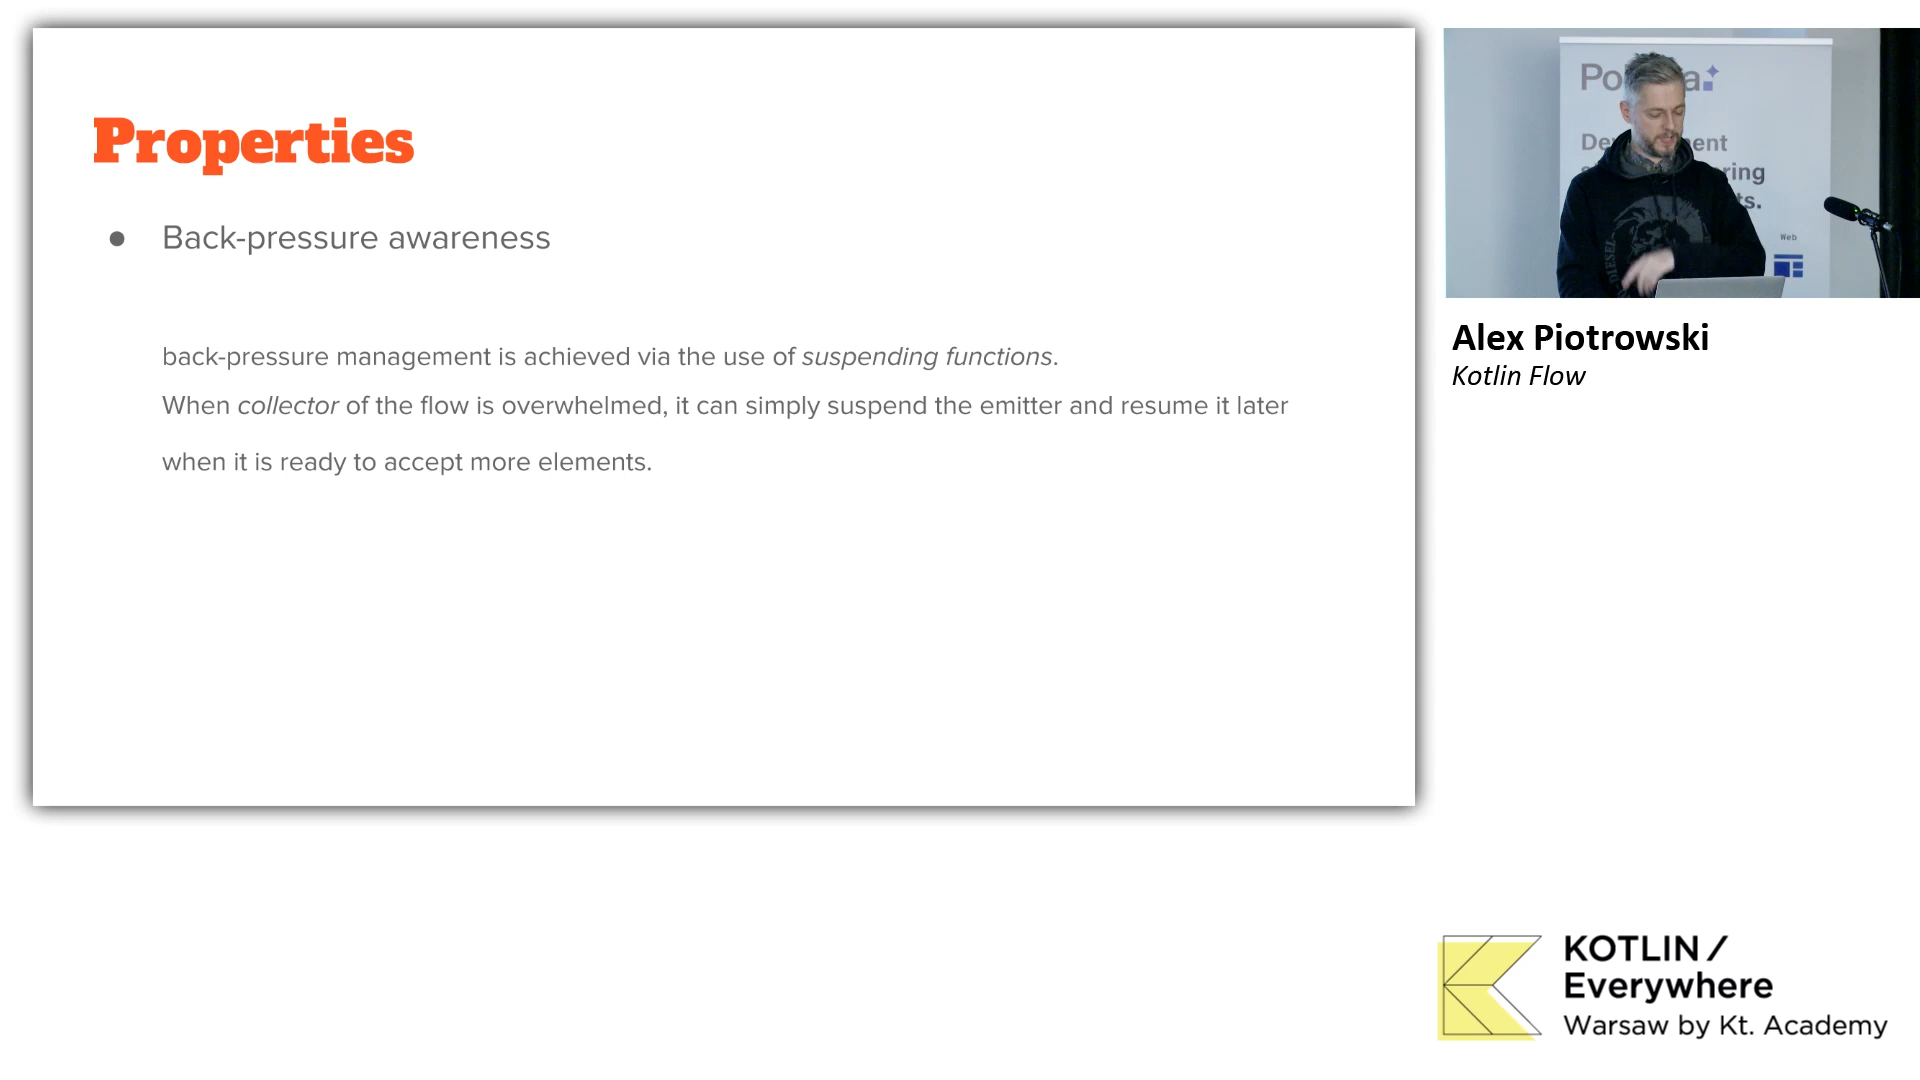 Properties
● Back-pressure awareness
back-pressure management is achieved via the use of suspending functions.
When collector of the flow is overwhelmed, it can simply suspend the emitter and resume it later
when it is ready to accept more elements.
DIESEL
Web
Alex Piotrowski
Kotlin Flow
KOTLIN /
Everywhere
Warsaw by Kt. Academy